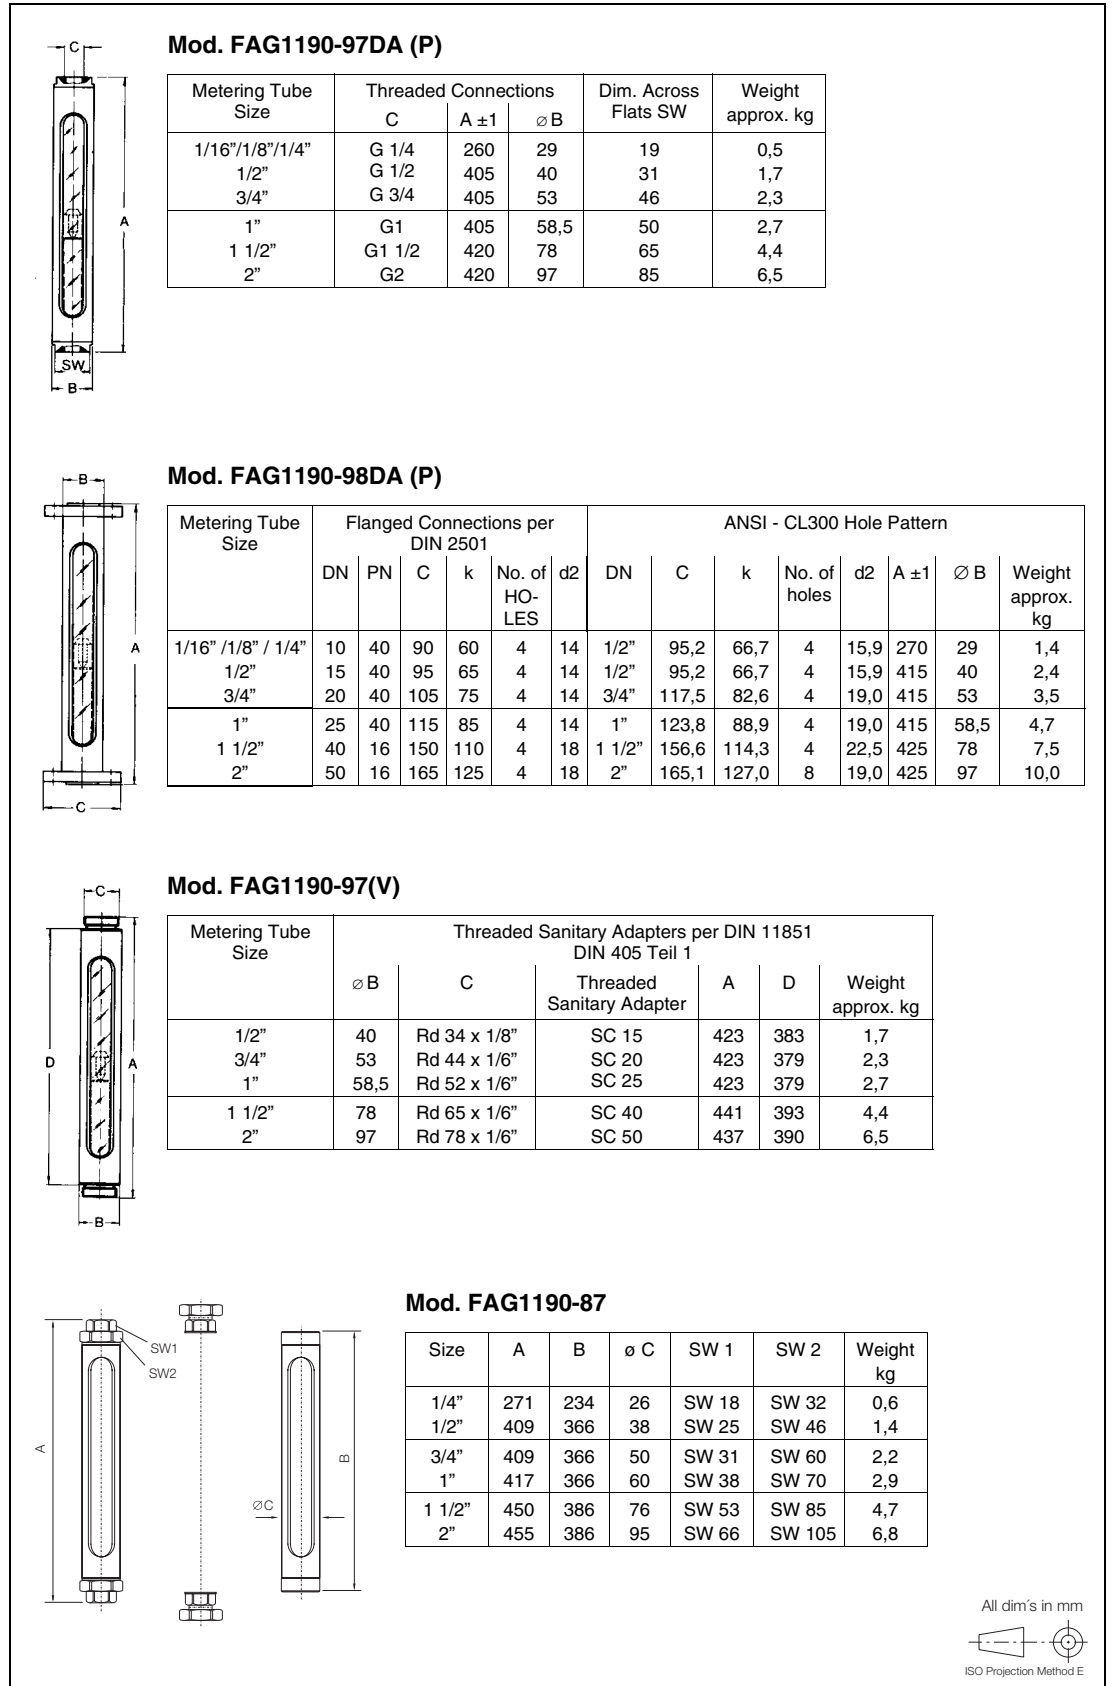 Mod. FAG1190-97DA (P)
C
A
SW
B
Metering Tube Size | Threaded Connections | Dim. Across Flats SW | Weight approx. kg
C | A ±1 | ⌀ B
1/16”/1/8”/1/4” | G 1/4 | 260 | 29 | 19 | 0,5
1/2” | G 1/2 | 405 | 40 | 31 | 1,7
3/4” | G 3/4 | 405 | 53 | 46 | 2,3
1” | G1 | 405 | 58,5 | 50 | 2,7
1 1/2” | G1 1/2 | 420 | 78 | 65 | 4,4
2” | G2 | 420 | 97 | 85 | 6,5
Mod. FAG1190-98DA (P)
B
A
C
Metering Tube Size | Flanged Connections per DIN 2501 | ANSI - CL300 Hole Pattern
DN | PN | C | k | No. of HO-LES | d2 | DN | C | k | No. of holes | d2 | A ±1 | ∅ B | Weight approx. kg
1/16” /1/8” / 1/4” | 10 | 40 | 90 | 60 | 4 | 14 | 1/2” | 95,2 | 66,7 | 4 | 15,9 | 270 | 29 | 1,4
1/2” | 15 | 40 | 95 | 65 | 4 | 14 | 1/2” | 95,2 | 66,7 | 4 | 15,9 | 415 | 40 | 2,4
3/4” | 20 | 40 | 105 | 75 | 4 | 14 | 3/4” | 117,5 | 82,6 | 4 | 19,0 | 415 | 53 | 3,5
1” | 25 | 40 | 115 | 85 | 4 | 14 | 1” | 123,8 | 88,9 | 4 | 19,0 | 415 | 58,5 | 4,7
1 1/2” | 40 | 16 | 150 | 110 | 4 | 18 | 1 1/2” | 156,6 | 114,3 | 4 | 22,5 | 425 | 78 | 7,5
2” | 50 | 16 | 165 | 125 | 4 | 18 | 2” | 165,1 | 127,0 | 8 | 19,0 | 425 | 97 | 10,0
Mod. FAG1190-97(V)
C
D
A
B
Metering Tube Size | Threaded Sanitary Adapters per DIN 11851 DIN 405 Teil 1
⌀ B | C | Threaded Sanitary Adapter | A | D | Weight approx. kg
1/2” | 40 | Rd 34 x 1/8” | SC 15 | 423 | 383 | 1,7
3/4” | 53 | Rd 44 x 1/6” | SC 20 | 423 | 379 | 2,3
1” | 58,5 | Rd 52 x 1/6” | SC 25 | 423 | 379 | 2,7
1 1/2” | 78 | Rd 65 x 1/6” | SC 40 | 441 | 393 | 4,4
2” | 97 | Rd 78 x 1/6” | SC 50 | 437 | 390 | 6,5
Mod. FAG1190-87
SW1
SW2
A
B
∅C
Size | A | B | ø C | SW 1 | SW 2 | Weight kg
1/4” | 271 | 234 | 26 | SW 18 | SW 32 | 0,6
1/2” | 409 | 366 | 38 | SW 25 | SW 46 | 1,4
3/4” | 409 | 366 | 50 | SW 31 | SW 60 | 2,2
1” | 417 | 366 | 60 | SW 38 | SW 70 | 2,9
1 1/2” | 450 | 386 | 76 | SW 53 | SW 85 | 4,7
2” | 455 | 386 | 95 | SW 66 | SW 105 | 6,8
All dim´s in mm
ISO Projection Method E